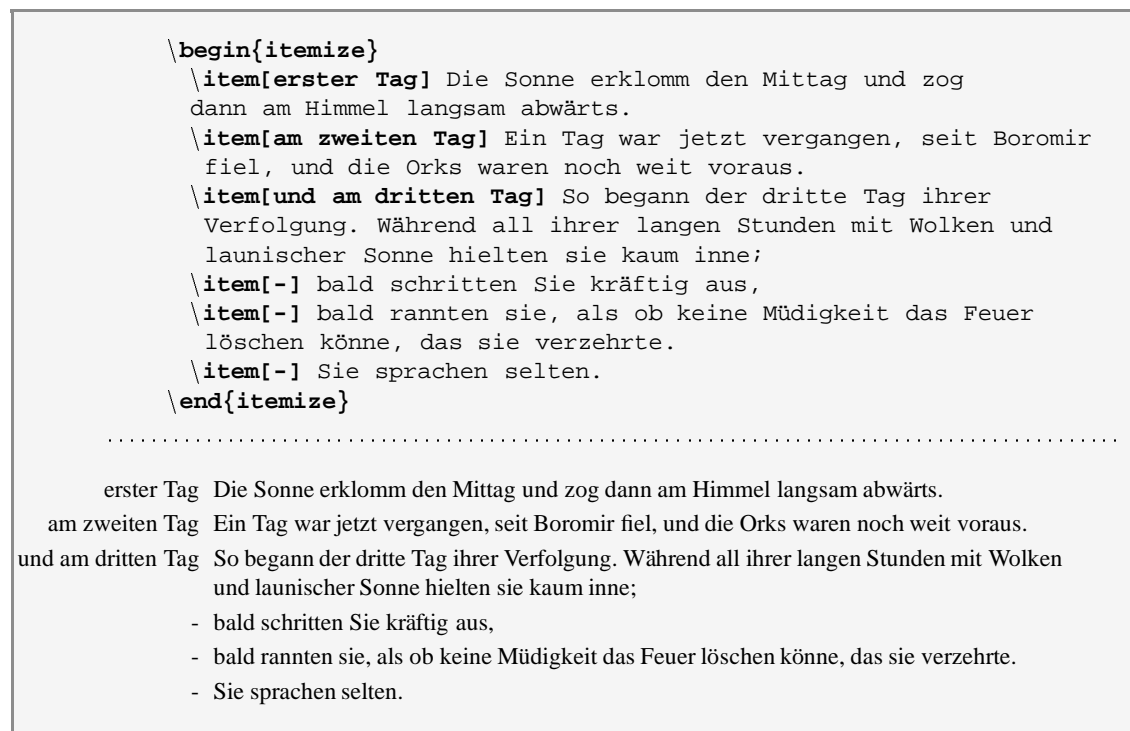 \begin{itemize}
\item[erster Tag] Die Sonne erklomm den Mittag und zog
dann am Himmel langsam abwärts.
\item[am zweiten Tag] Ein Tag war jetzt vergangen, seit Boromir
fiel, und die Orks waren noch weit voraus.
\item[und am dritten Tag] So begann der dritte Tag ihrer
Verfolgung. Während all ihrer langen Stunden mit Wolken und
launischer Sonne hielten sie kaum inne;
\item[-] bald schritten Sie kräftig aus,
\item[-] bald rannten sie, als ob keine Müdigkeit das Feuer
löschen könne, das sie verzehrte.
\item[-] Sie sprachen selten.
\end{itemize}
erster Tag Die Sonne erklomm den Mittag und zog dann am Himmel langsam abwärts.
am zweiten Tag Ein Tag war jetzt vergangen, seit Boromir fiel, und die Orks waren noch weit voraus.
und am dritten Tag So begann der dritte Tag ihrer Verfolgung. Während all ihrer langen Stunden mit Wolken
und launischer Sonne hielten sie kaum inne;
- bald schritten Sie kräftig aus,
- bald rannten sie, als ob keine Müdigkeit das Feuer löschen könne, das sie verzehrte.
- Sie sprachen selten.